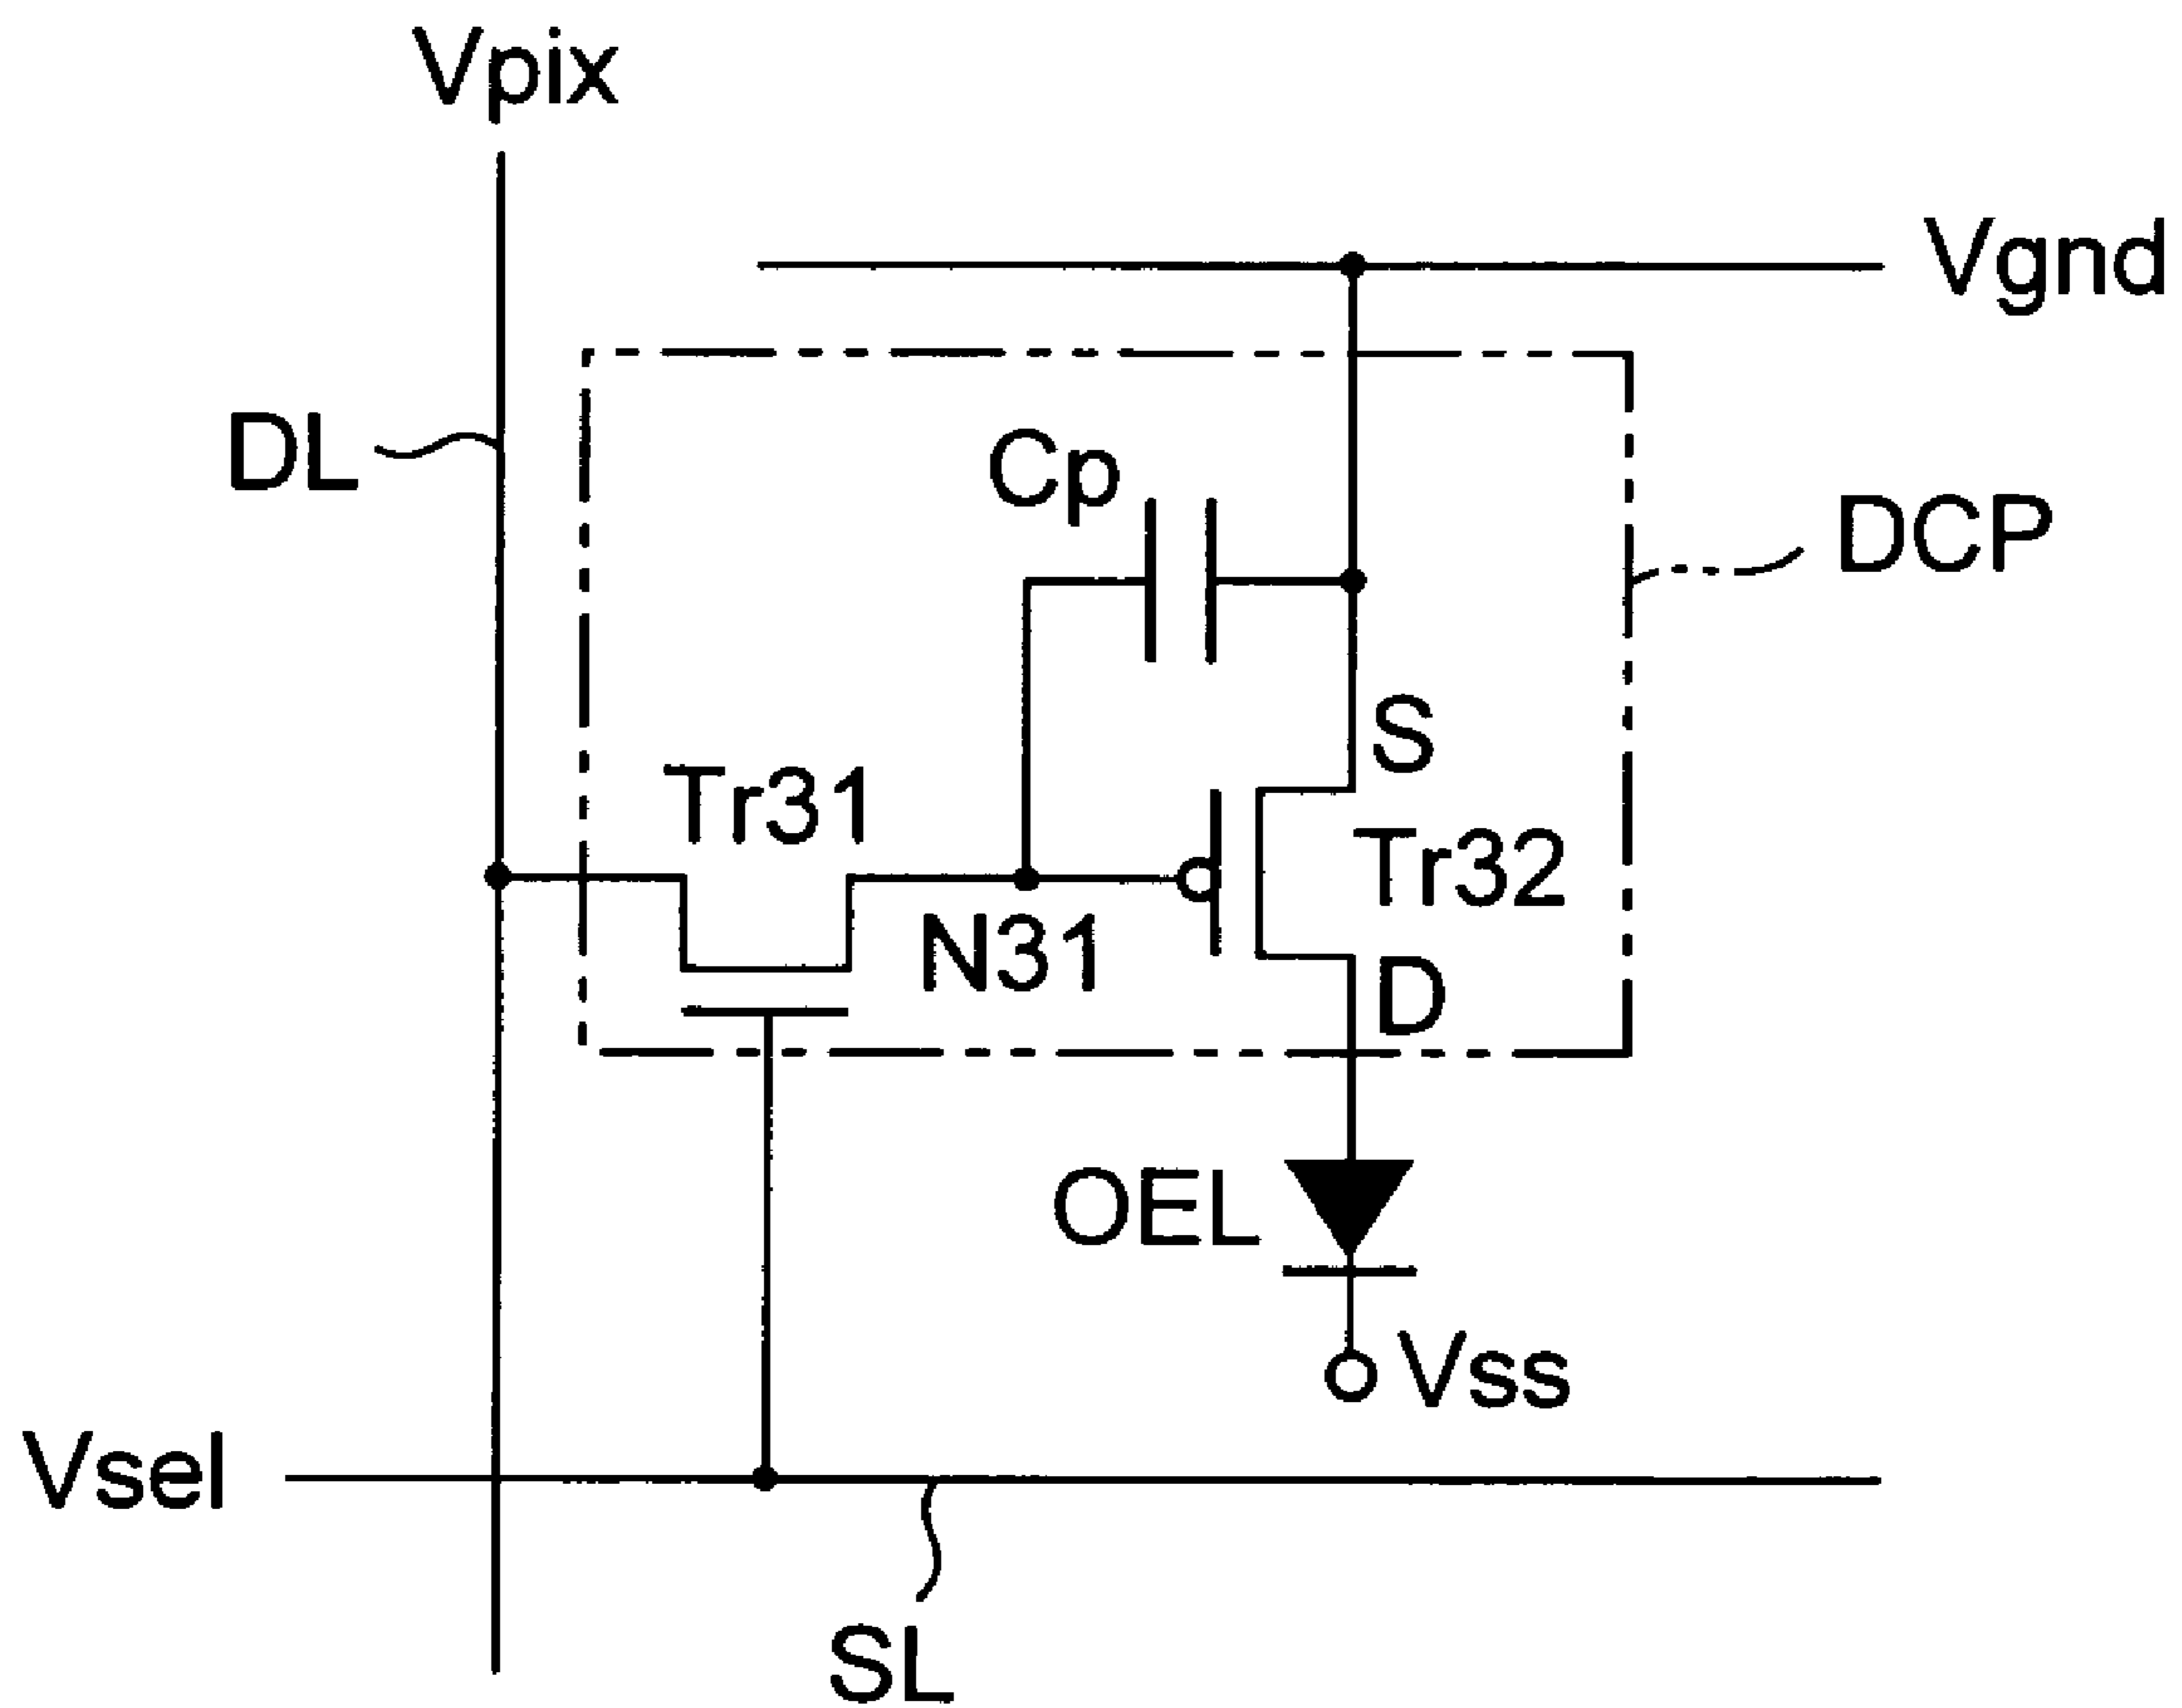 Vpix
Vgnd
DL
Cp
DCP
S
Tr31
Tr32
N31
D
OEL
Vss
Vsel
SL